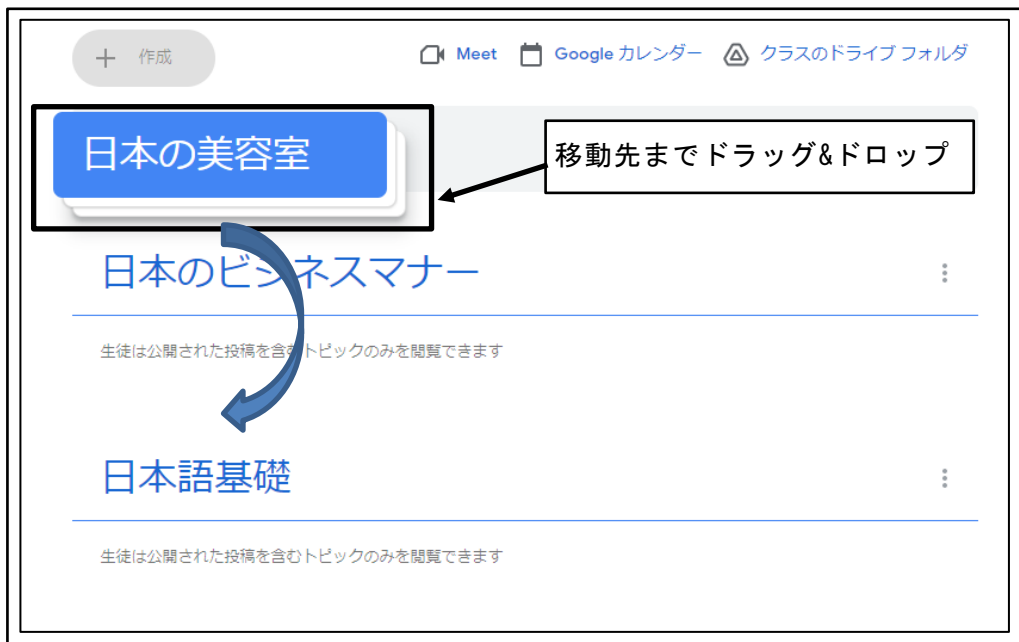 作成
Meet
Google カレンダー
クラスのドライブ フォルダ
日本の美容室
移動先までドラッグ&ドロップ
日本のビジネスマナー
生徒は公開された投稿を含むトピックのみを閲覧できます
日本語基礎
生徒は公開された投稿を含むトピックのみを閲覧できます